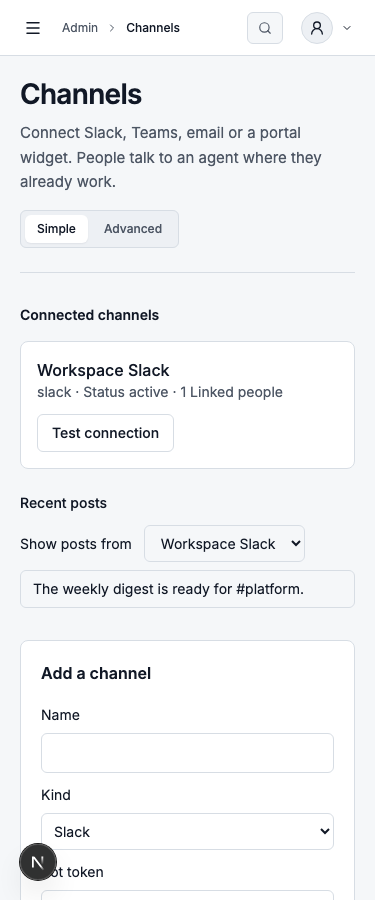 Admin > Channels
Channels
Connect Slack, Teams, email or a portal
widget. People talk to an agent where they
already work.
Simple Advanced
Connected channels
Workspace Slack
slack · Status active · 1 Linked people
Test connection
Recent posts
Show posts from Workspace Slack
The weekly digest is ready for #platform.
Add a channel
Name
Kind
Slack
N
token